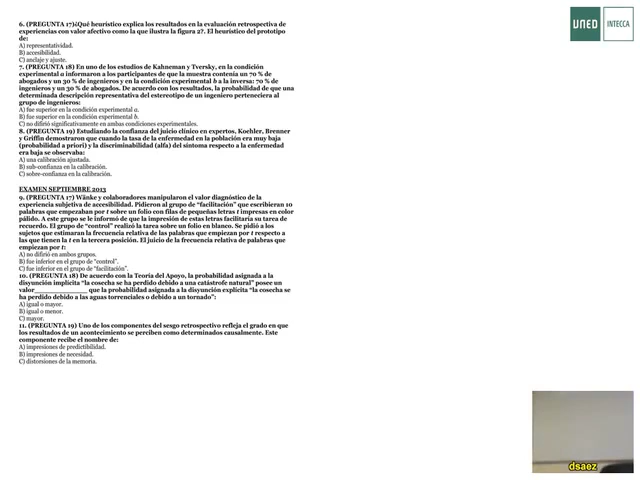 UNED INTECCA
6. (PREGUNTA 17)¿Qué heurístico explica los resultados en la evaluación retrospectiva de
experiencias con valor afectivo como la que ilustra la figura 2?. El heurístico del prototipo
de:
A) representatividad.
B) accesibilidad.
C) anclaje y ajuste.
7. (PREGUNTA 18) En uno de los estudios de Kahneman y Tversky, en la condición
experimental a informaron a los participantes de que la muestra contenía un 70 % de
abogados y un 30 % de ingenieros y en la condición experimental b a la inversa: 70 % de
ingenieros y un 30 % de abogados. De acuerdo con los resultados, la probabilidad de que una
determinada descripción representativa del estereotipo de un ingeniero perteneciera al
grupo de ingenieros:
A) fue superior en la condición experimental a.
B) fue superior en la condición experimental b.
C) no difirió significativamente en ambas condiciones experimentales.
8. (PREGUNTA 19) Estudiando la confianza del juicio clínico en expertos, Koehler, Brenner
y Griffin demostraron que cuando la tasa de la enfermedad en la población era muy baja
(probabilidad a priori) y la discriminabilidad (alfa) del síntoma respecto a la enfermedad
era baja se observaba:
A) una calibración ajustada.
B) sub-confianza en la calibración.
C) sobre-confianza en la calibración.
EXAMEN SEPTIEMBRE 2013
9. (PREGUNTA 17) Wänke y colaboradores manipularon el valor diagnóstico de la
experiencia subjetiva de accesibilidad. Pidieron al grupo de “facilitación” que escribieran 10
palabras que empezaban por t sobre un folio con filas de pequeñas letras t impresas en color
pálido. A este grupo se le informó de que la impresión de estas letras facilitaría su tarea de
recuerdo. El grupo de “control” realizó la tarea sobre un folio en blanco. Se pidió a los
sujetos que estimaran la frecuencia relativa de las palabras que empiezan por t respecto a
las que tienen la t en la tercera posición. El juicio de la frecuencia relativa de palabras que
empiezan por t:
A) no difirió en ambos grupos.
B) fue inferior en el grupo de “control”.
C) fue inferior en el grupo de “facilitación”.
10. (PREGUNTA 18) De acuerdo con la Teoría del Apoyo, la probabilidad asignada a la
disyunción implícita “la cosecha se ha perdido debido a una catástrofe natural” posee un
valor______________ que la probabilidad asignada a la disyunción explícita “la cosecha se
ha perdido debido a las aguas torrenciales o debido a un tornado”:
A) igual o mayor.
B) igual o menor.
C) mayor.
11. (PREGUNTA 19) Uno de los componentes del sesgo retrospectivo refleja el grado en que
los resultados de un acontecimiento se perciben como determinados causalmente. Este
componente recibe el nombre de:
A) impresiones de predictibilidad.
B) impresiones de necesidad.
C) distorsiones de la memoria.
dsaez